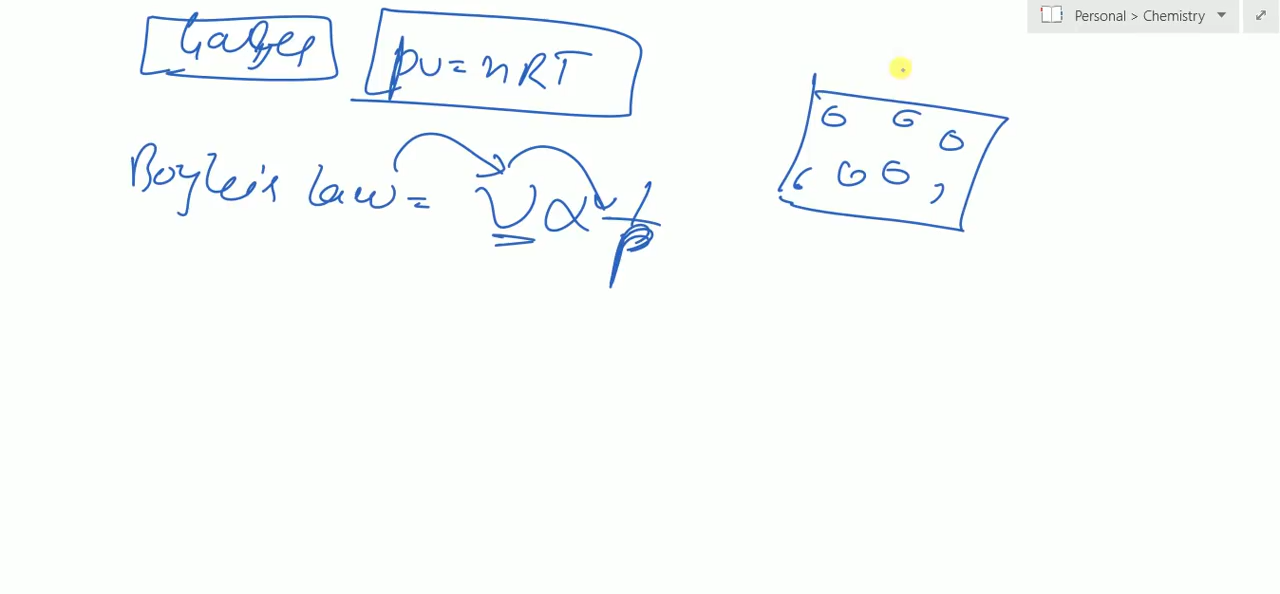 Gases
PV = nRT
Personal > Chemistry
Boyle's law = V ∝ 1/P